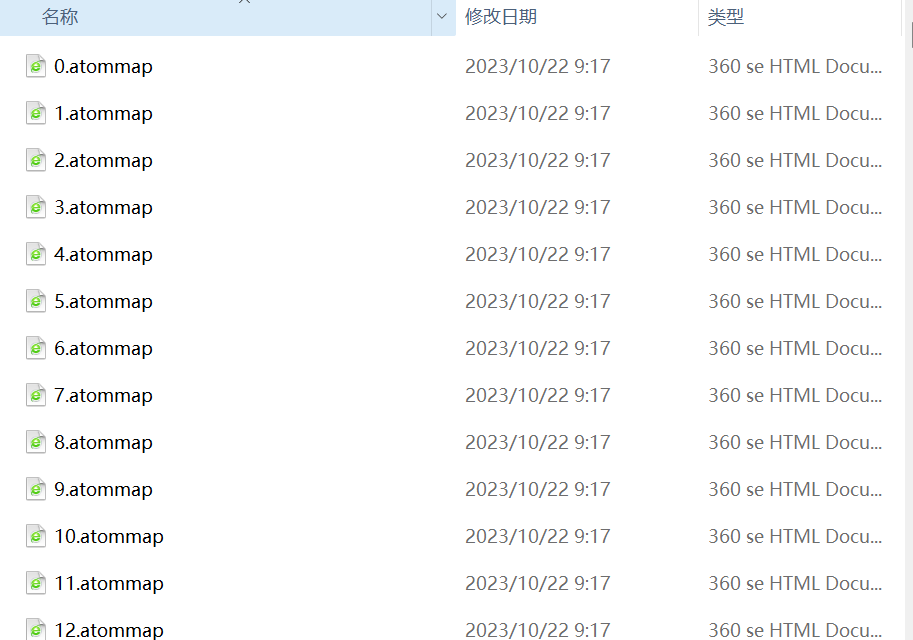 名称 修改日期 类型
0.atommap 2023/10/22 9:17 360 se HTML Docu...
1.atommap 2023/10/22 9:17 360 se HTML Docu...
2.atommap 2023/10/22 9:17 360 se HTML Docu...
3.atommap 2023/10/22 9:17 360 se HTML Docu...
4.atommap 2023/10/22 9:17 360 se HTML Docu...
5.atommap 2023/10/22 9:17 360 se HTML Docu...
6.atommap 2023/10/22 9:17 360 se HTML Docu...
7.atommap 2023/10/22 9:17 360 se HTML Docu...
8.atommap 2023/10/22 9:17 360 se HTML Docu...
9.atommap 2023/10/22 9:17 360 se HTML Docu...
10.atommap 2023/10/22 9:17 360 se HTML Docu...
11.atommap 2023/10/22 9:17 360 se HTML Docu...
12.atommap 2023/10/22 9:17 360 se HTML Docu...